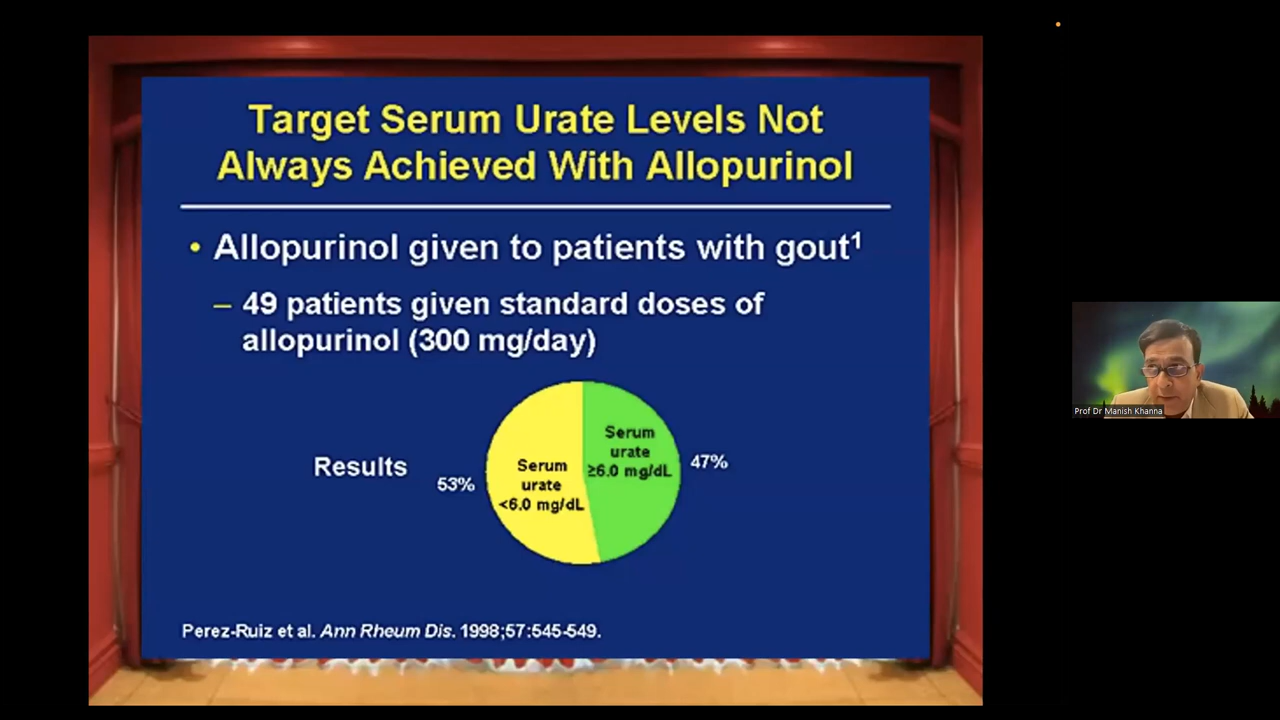 Target Serum Urate Levels Not
Always Achieved With Allopurinol
• Allopurinol given to patients with gout¹
– 49 patients given standard doses of
allopurinol (300 mg/day)
Results
53%
Serum
urate
<6.0 mg/dL
Serum
urate
≥6.0 mg/dL
47%
Perez-Ruiz et al. Ann Rheum Dis. 1998;57:545-549.
Prof Dr Manish Khanna